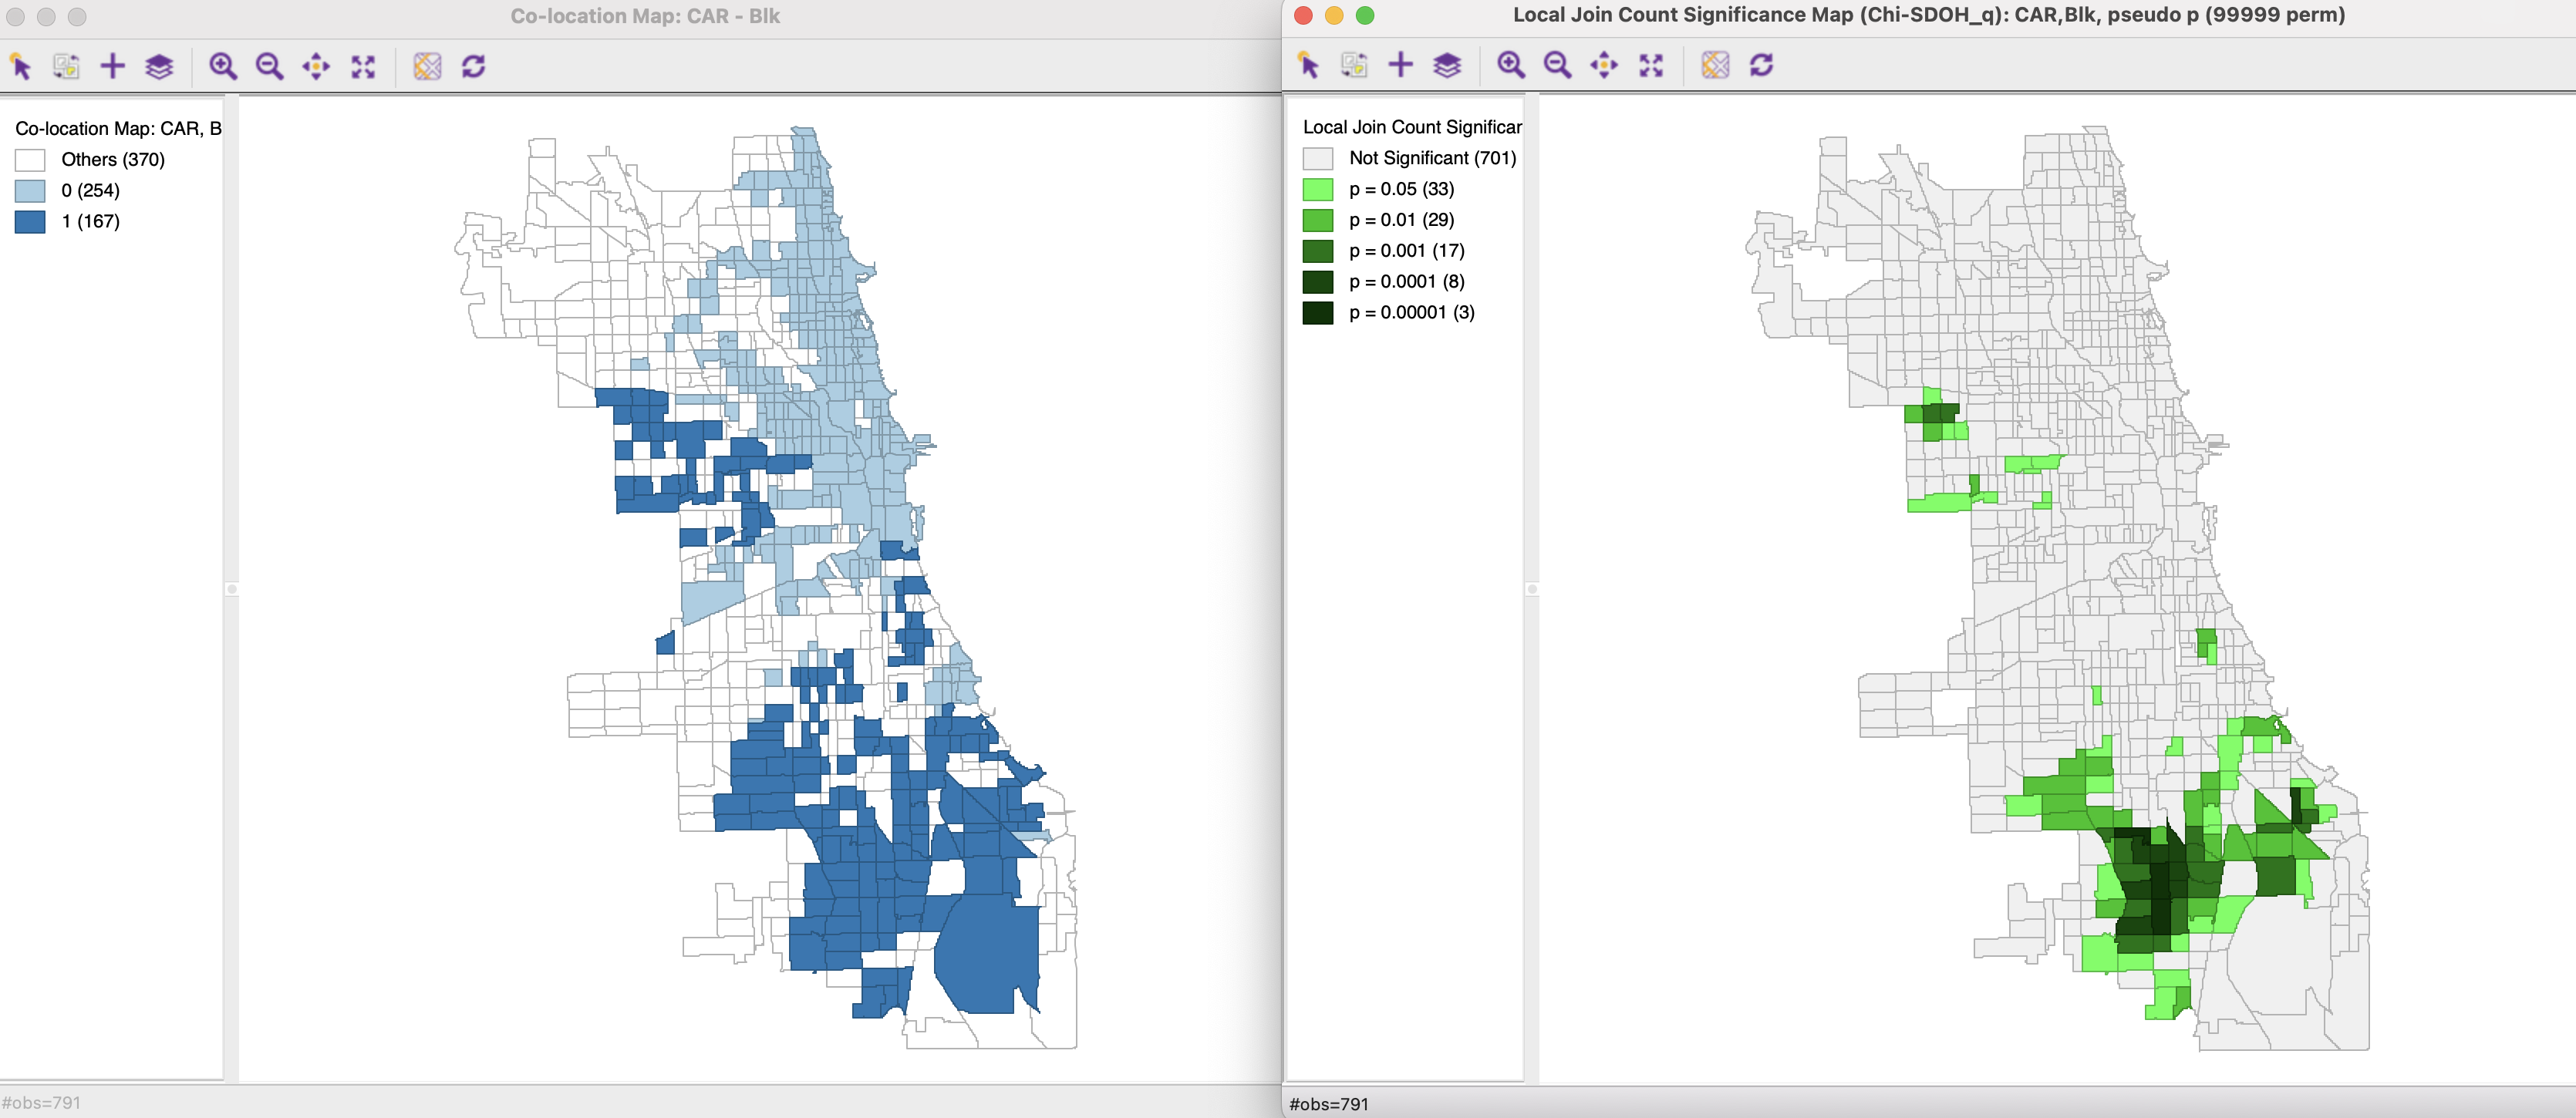 Co-location Map: CAR - Blk
Co-location Map: CAR, B
Others (370)
0 (254)
1 (167)
#obs=791
Local Join Count Significance Map (Chi-SDOH_q): CAR,Blk, pseudo p (99999 perm)
Local Join Count Significar
Not Significant (701)
p = 0.05 (33)
p = 0.01 (29)
p = 0.001 (17)
p = 0.0001 (8)
p = 0.00001 (3)
#obs=791